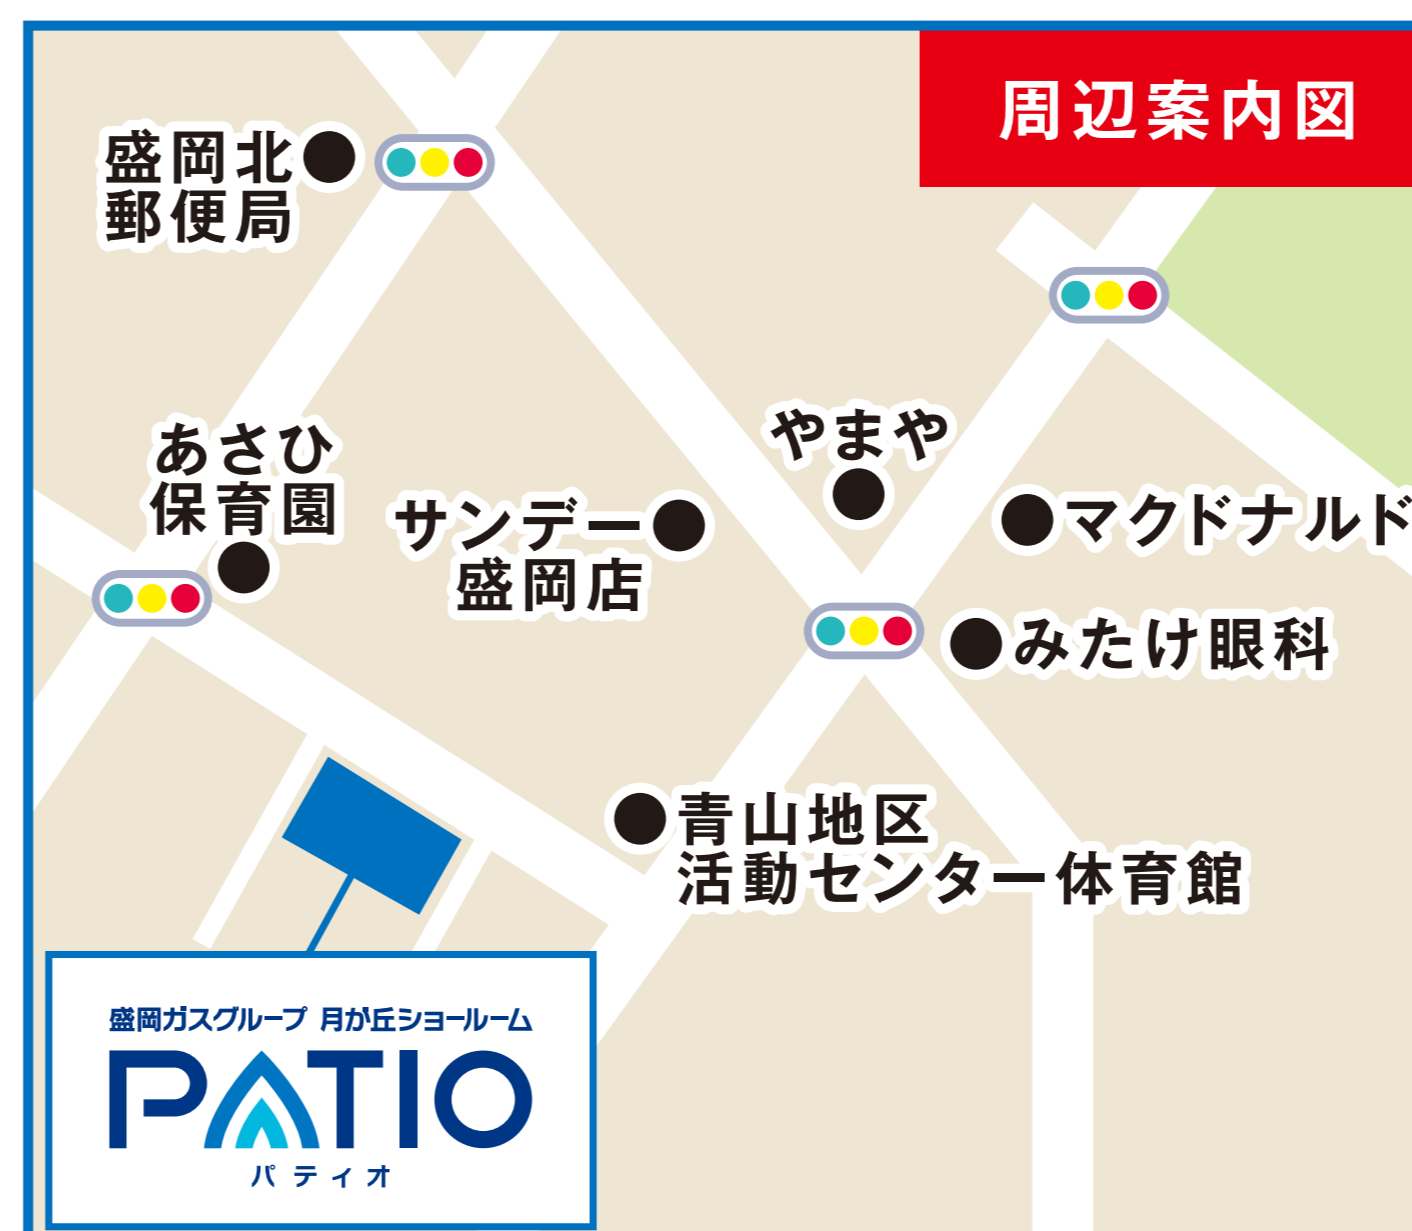 周辺案内図
盛岡北
郵便局
あさひ
保育園
サンデー
盛岡店
やまや
マクドナルド
みたけ眼科
青山地区
活動センター体育館
盛岡ガスグループ 月が丘ショールーム
PATIO
パティオ